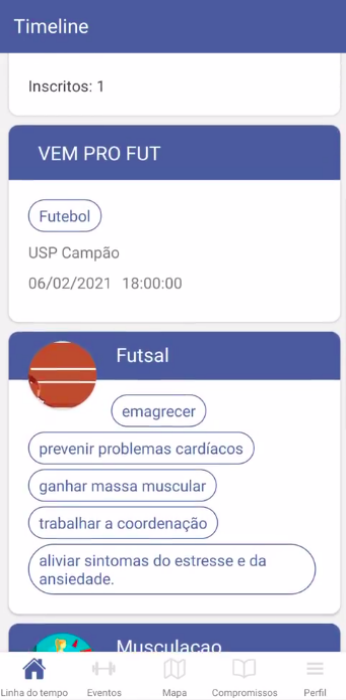 Timeline
Inscritos: 1
VEM PRO FUT
Futebol
USP Campão
06/02/2021 18:00:00
Futsal
emagrecer
prevenir problemas cardíacos
ganhar massa muscular
trabalhar a coordenação
aliviar sintomas do estresse e da
ansiedade.
Musculacao
Linha do tempo
Eventos
Mapa
Compromissos
Perfil